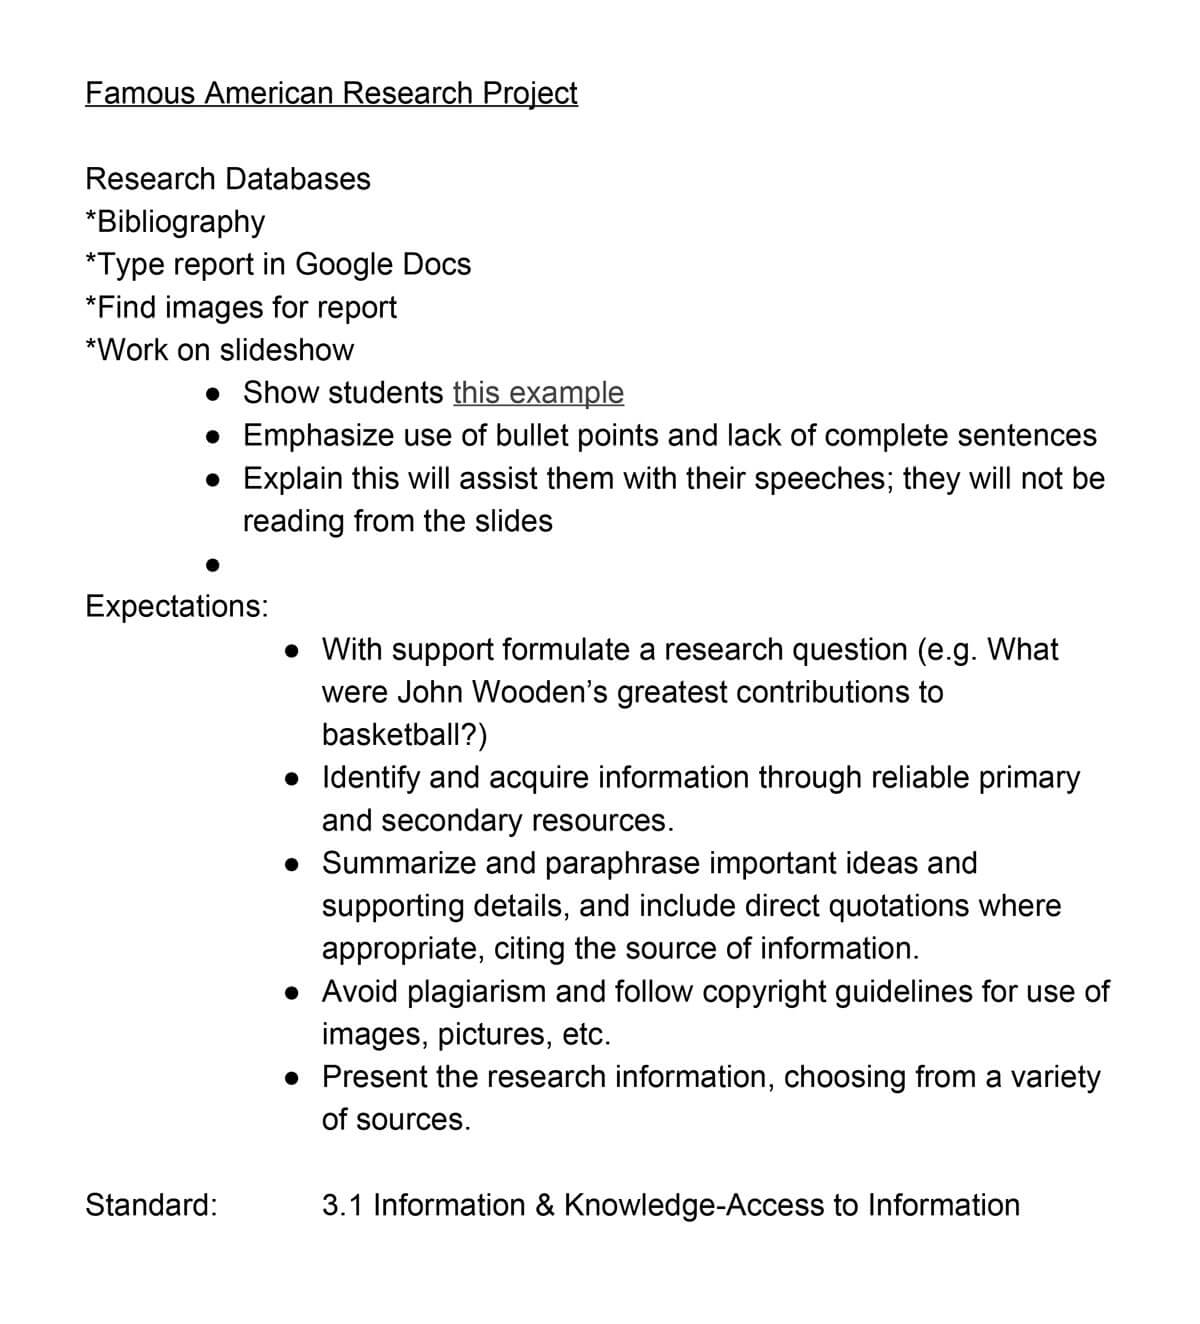 Famous American Research Project
Research Databases
*Bibliography
*Type report in Google Docs
*Find images for report
*Work on slideshow
● Show students this example
● Emphasize use of bullet points and lack of complete sentences
● Explain this will assist them with their speeches; they will not be
reading from the slides
●
Expectations:
● With support formulate a research question (e.g. What
were John Wooden’s greatest contributions to
basketball?)
● Identify and acquire information through reliable primary
and secondary resources.
● Summarize and paraphrase important ideas and
supporting details, and include direct quotations where
appropriate, citing the source of information.
● Avoid plagiarism and follow copyright guidelines for use of
images, pictures, etc.
● Present the research information, choosing from a variety
of sources.
Standard: 3.1 Information & Knowledge-Access to Information